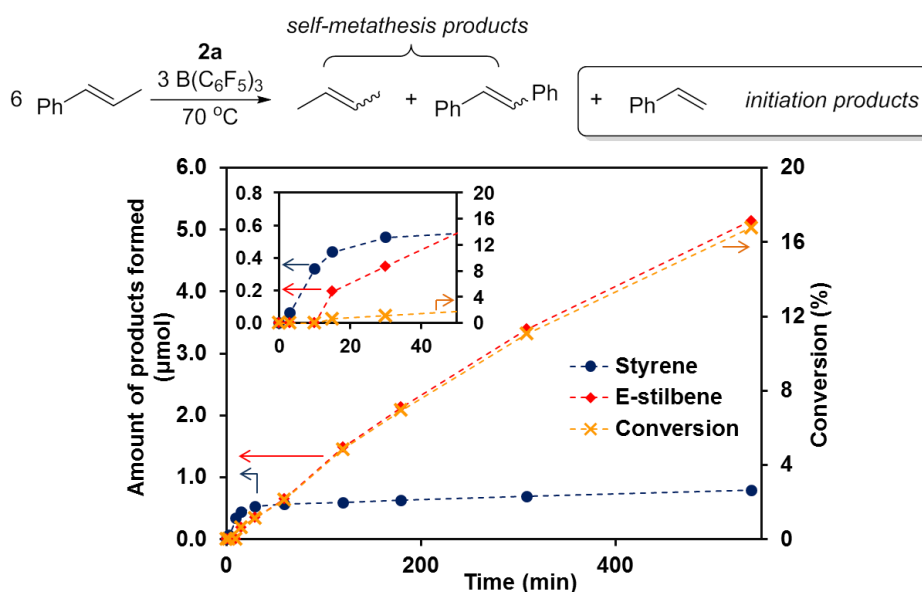 self-metathesis products
2a
6 Ph 3 B(C6F5)3 Ph Ph + Ph initiation products
70 °C +
6.0 20
5.0 16
4.0 12
3.0 8
2.0 4
1.0 0
0.0
0.8 20
0.6 16
0.4 12
0.2 8
0.0 4
0
0 20 40
Styrene
E-stilbene
Conversion
Amount of products formed
(µmol)
Conversion (%)
0 200 400
Time (min)